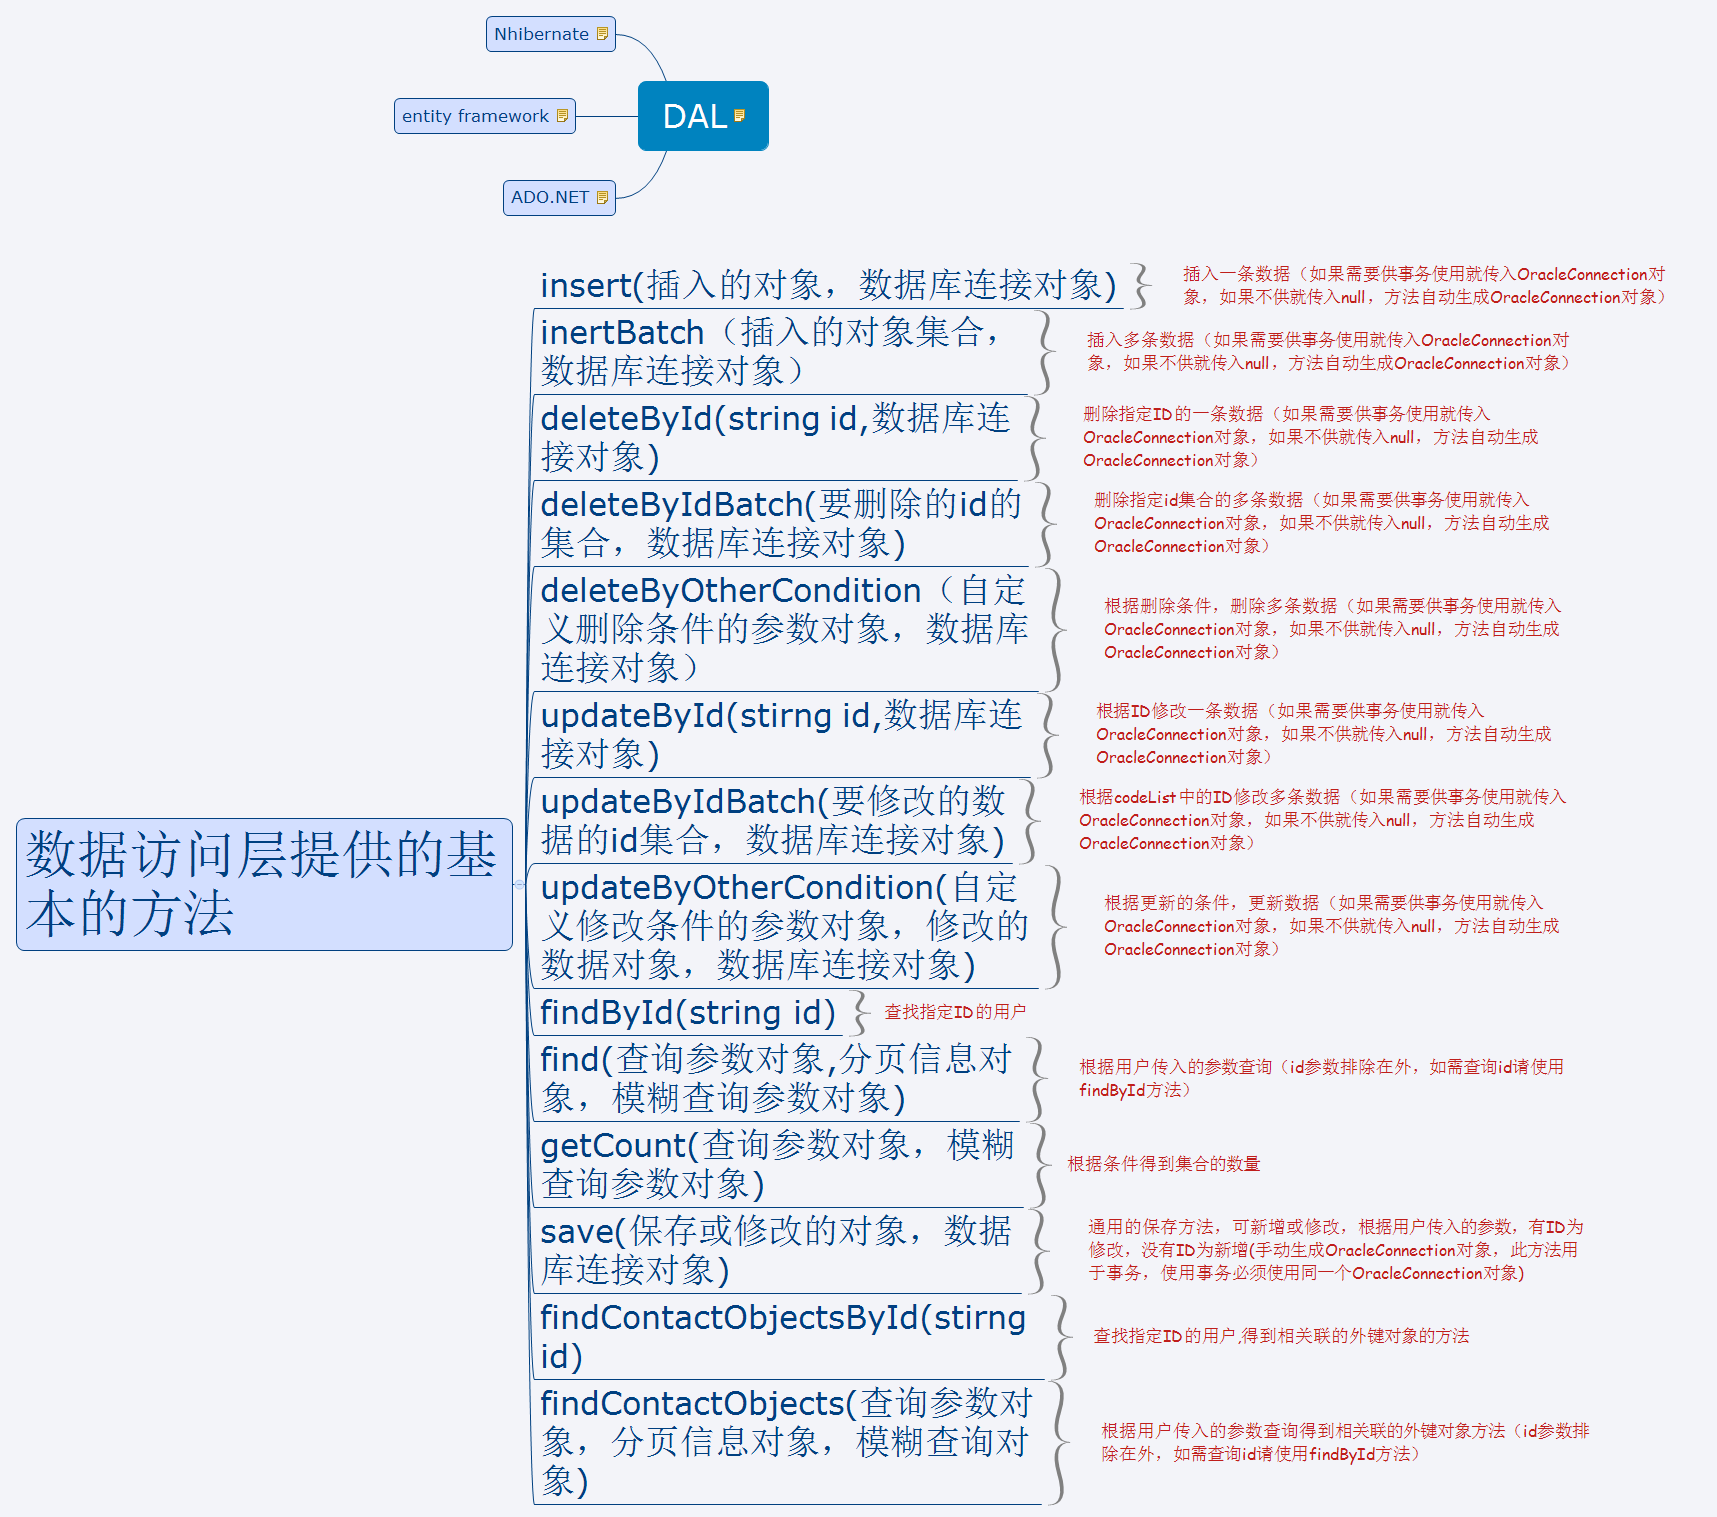 Nhibernate
entity framework
DAL
ADO.NET
insert(插入的对象，数据库连接对象)
插入一条数据（如果需要供事务使用就传入OracleConnection对
象，如果不供就传入null，方法自动生成OracleConnection对象）
inertBatch（插入的对象集合，
数据库连接对象）
插入多条数据（如果需要供事务使用就传入OracleConnection对
象，如果不供就传入null，方法自动生成OracleConnection对象）
deleteById(string id,数据库连
接对象)
删除指定ID的一条数据（如果需要供事务使用就传入
OracleConnection对象，如果不供就传入null，方法自动生成
OracleConnection对象）
deleteByIdBatch(要删除的id的
集合，数据库连接对象)
删除指定id集合的多条数据（如果需要供事务使用就传入
OracleConnection对象，如果不供就传入null，方法自动生成
OracleConnection对象）
deleteByOtherCondition（自定
义删除条件的参数对象，数据库
连接对象）
根据删除条件，删除多条数据（如果需要供事务使用就传入
OracleConnection对象，如果不供就传入null，方法自动生成
OracleConnection对象）
updateById(stirng id,数据库连
接对象)
根据ID修改一条数据（如果需要供事务使用就传入
OracleConnection对象，如果不供就传入null，方法自动生成
OracleConnection对象）
updateByIdBatch(要修改的数
据的id集合，数据库连接对象)
根据codeList中的ID修改多条数据（如果需要供事务使用就传入
OracleConnection对象，如果不供就传入null，方法自动生成
OracleConnection对象）
数据访问层提供的基
本的方法
updateByOtherCondition(自定
义修改条件的参数对象，修改的
数据对象，数据库连接对象)
根据更新的条件，更新数据（如果需要供事务使用就传入
OracleConnection对象，如果不供就传入null，方法自动生成
OracleConnection对象）
findById(string id)
查找指定ID的用户
find(查询参数对象,分页信息对
象，模糊查询参数对象)
根据用户传入的参数查询（id参数排除在外，如需查询id请使用
findById方法）
getCount(查询参数对象，模糊
查询参数对象)
根据条件得到集合的数量
save(保存或修改的对象，数据
库连接对象)
通用的保存方法，可新增或修改，根据用户传入的参数，有ID为
修改，没有ID为新增(手动生成OracleConnection对象，此方法用
于事务，使用事务必须使用同一个OracleConnection对象)
findContactObjectsById(stirng
id)
查找指定ID的用户,得到相关联的外键对象的方法
findContactObjects(查询参数对
象，分页信息对象，模糊查询对
象)
根据用户传入的参数查询得到相关联的外键对象方法（id参数排
除在外，如需查询id请使用findById方法）